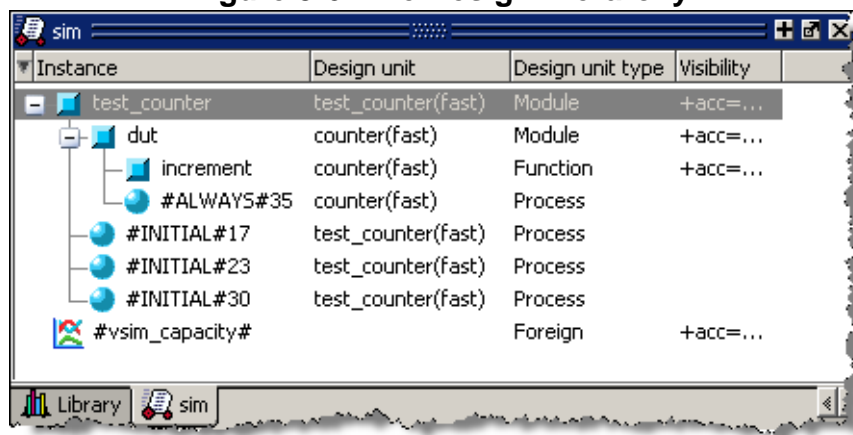 sim
Instance Design unit Design unit type Visibility
test_counter test_counter(fast) Module +acc=...
dut counter(fast) Module +acc=...
increment counter(fast) Function +acc=...
#ALWAYS#35 counter(fast) Process
#INITIAL#17 test_counter(fast) Process
#INITIAL#23 test_counter(fast) Process
#INITIAL#30 test_counter(fast) Process
#vsim_capacity# Foreign +acc=...
Library sim